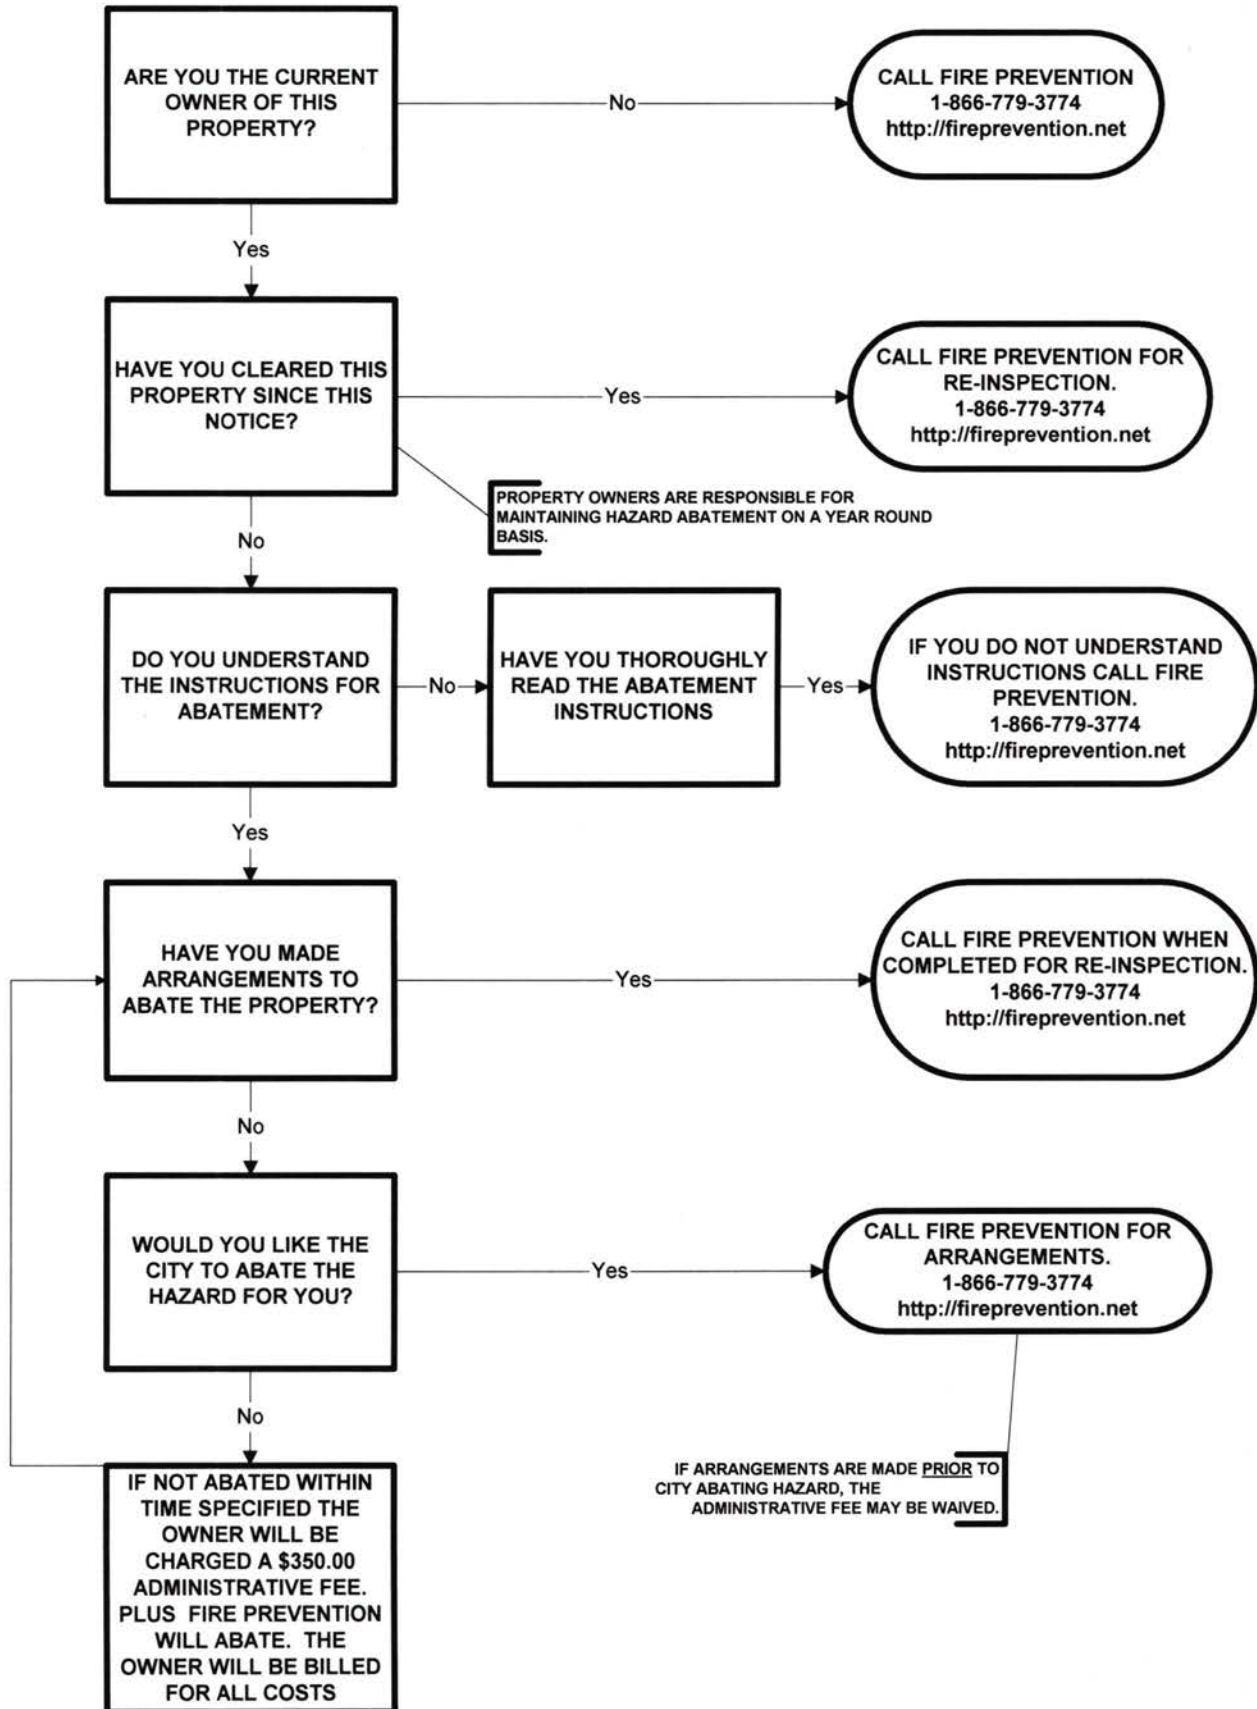 ARE YOU THE CURRENT
OWNER OF THIS
PROPERTY?
No
CALL FIRE PREVENTION
1-866-779-3774
http://fireprevention.net
Yes
HAVE YOU CLEARED THIS
PROPERTY SINCE THIS
NOTICE?
Yes
CALL FIRE PREVENTION FOR
RE-INSPECTION.
1-866-779-3774
http://fireprevention.net
PROPERTY OWNERS ARE RESPONSIBLE FOR
MAINTAINING HAZARD ABATEMENT ON A YEAR ROUND
BASIS.
No
DO YOU UNDERSTAND
THE INSTRUCTIONS FOR
ABATEMENT?
No
HAVE YOU THOROUGHLY
READ THE ABATEMENT
INSTRUCTIONS
Yes
IF YOU DO NOT UNDERSTAND
INSTRUCTIONS CALL FIRE
PREVENTION.
1-866-779-3774
http://fireprevention.net
Yes
HAVE YOU MADE
ARRANGEMENTS TO
ABATE THE PROPERTY?
Yes
CALL FIRE PREVENTION WHEN
COMPLETED FOR RE-INSPECTION.
1-866-779-3774
http://fireprevention.net
No
WOULD YOU LIKE THE
CITY TO ABATE THE
HAZARD FOR YOU?
Yes
CALL FIRE PREVENTION FOR
ARRANGEMENTS.
1-866-779-3774
http://fireprevention.net
No
IF ARRANGEMENTS ARE MADE PRIOR TO
CITY ABATING HAZARD, THE
ADMINISTRATIVE FEE MAY BE WAIVED.
IF NOT ABATED WITHIN
TIME SPECIFIED THE
OWNER WILL BE
CHARGED A $350.00
ADMINISTRATIVE FEE.
PLUS FIRE PREVENTION
WILL ABATE. THE
OWNER WILL BE BILLED
FOR ALL COSTS